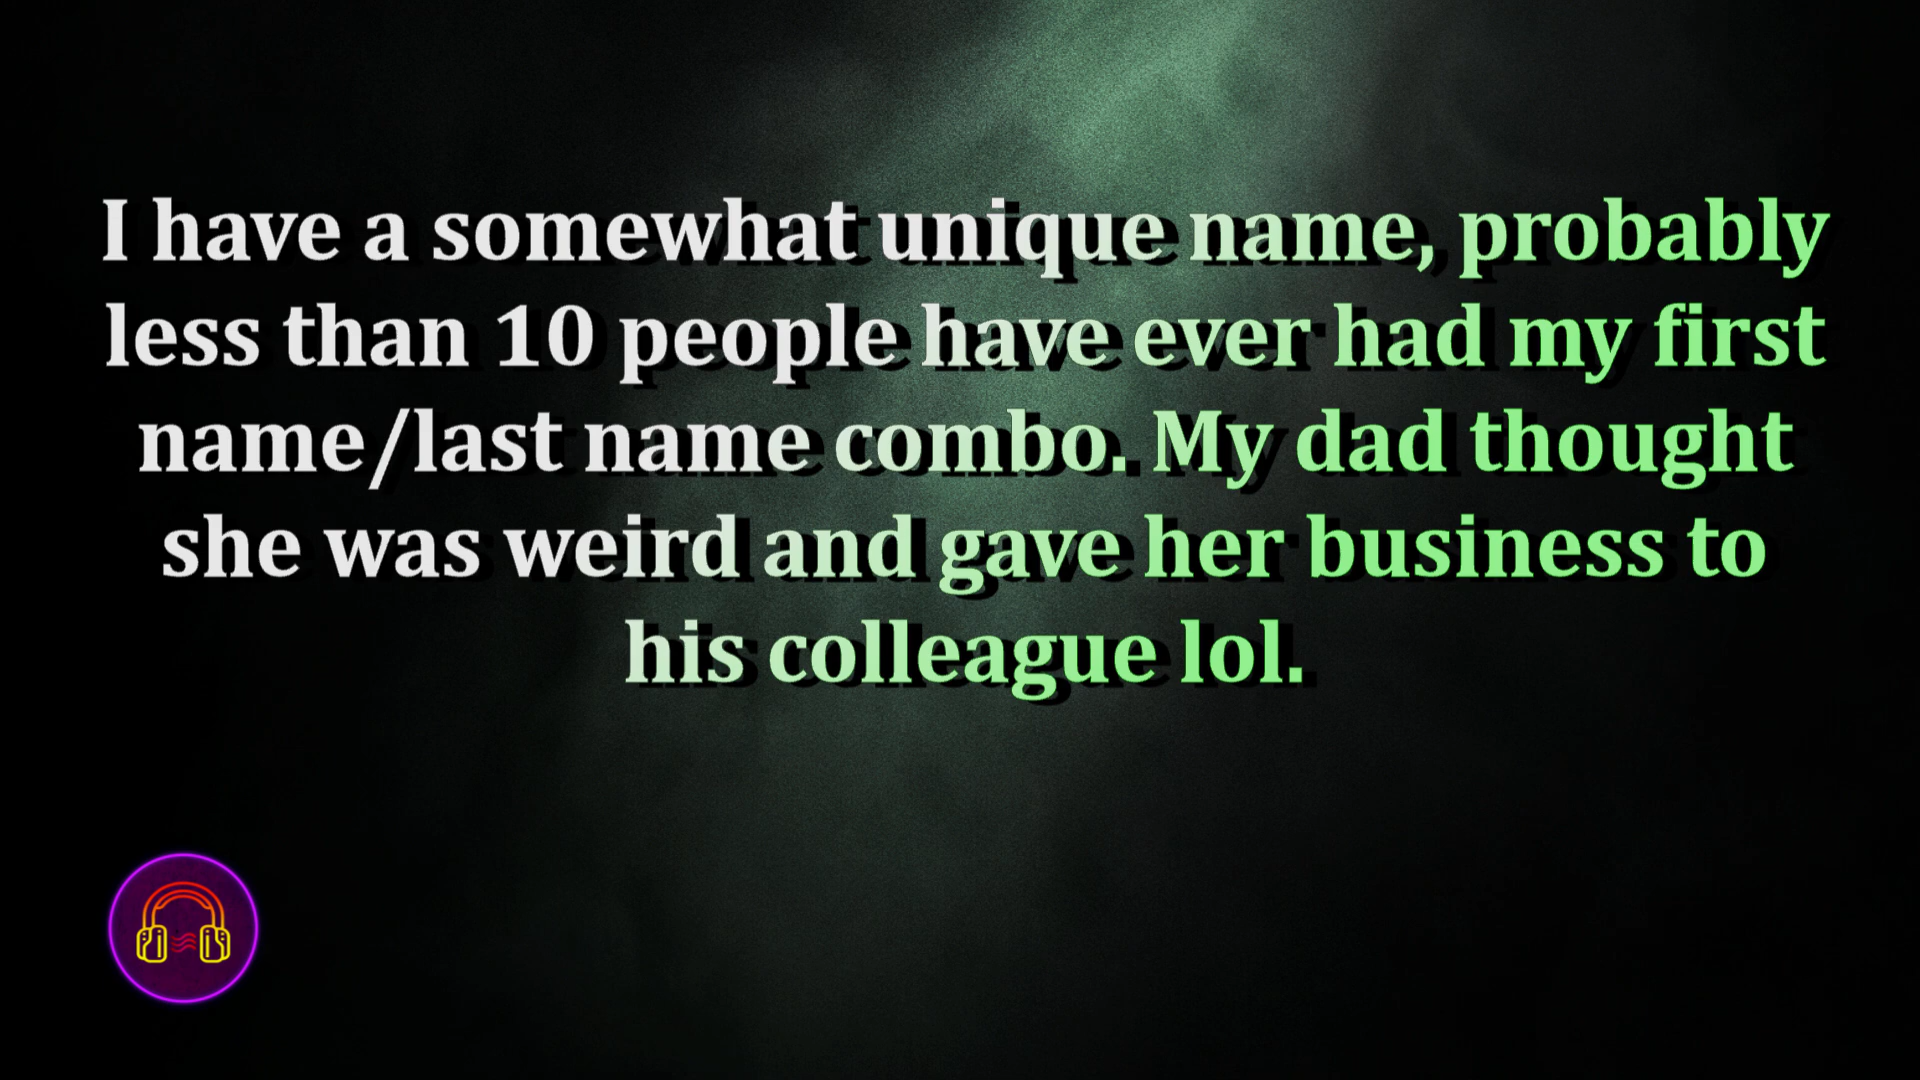 I have a somewhat unique name, probably
less than 10 people have ever had my first
name/last name combo. My dad thought
she was weird and gave her business to
his colleague lol.